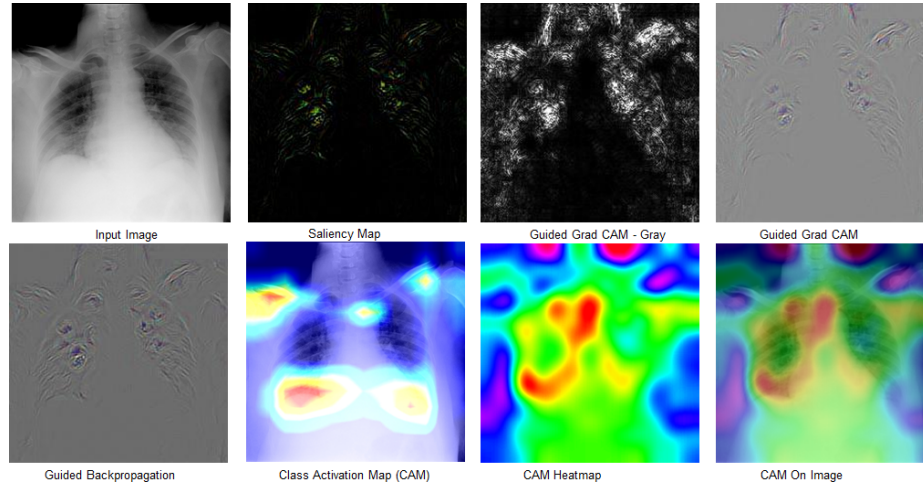 Input Image
Saliency Map
Guided Grad CAM - Gray
Guided Grad CAM
Guided Backpropagation
Class Activation Map (CAM)
CAM Heatmap
CAM On Image